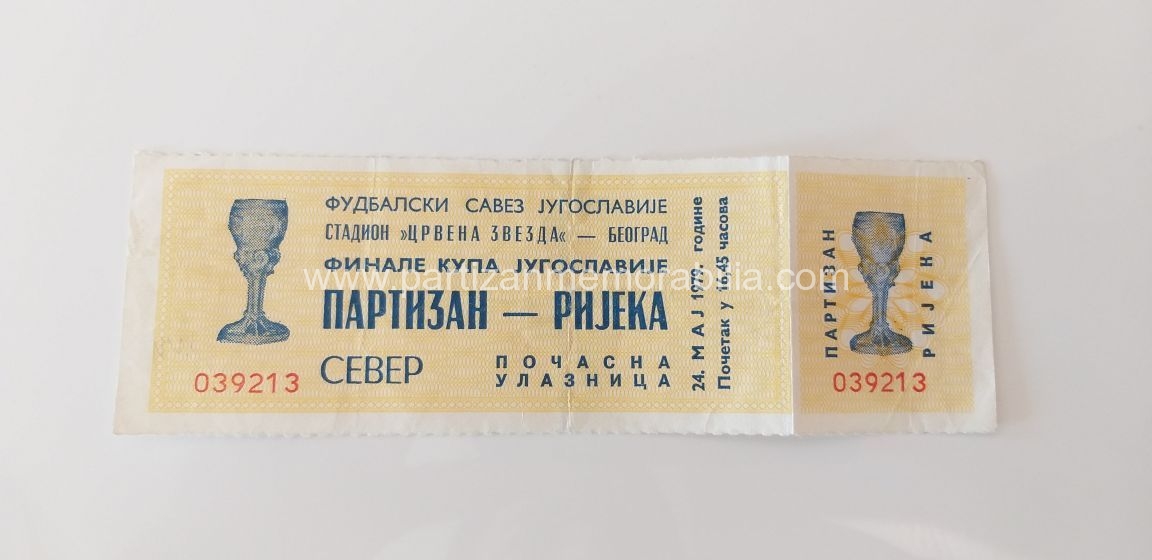 ФУДБАЛСКИ САВЕЗ ЈУГОСЛАВИЈЕ
СТАДИОН »ЦРВЕНА ЗВЕЗДА« — БЕОГРАД
ФИНАЛЕ КУПА ЈУГОСЛАВИЈЕ
ПАРТИЗАН — РИЈЕКА
СЕВЕР
ПОЧАСНА
УЛАЗНИЦА
039213
24. МАЈ 1979. године
Почетак у 16,45 часова
ПАРТИЗАН
РИЈЕКА
039213
www.partizanmemorabilia.com